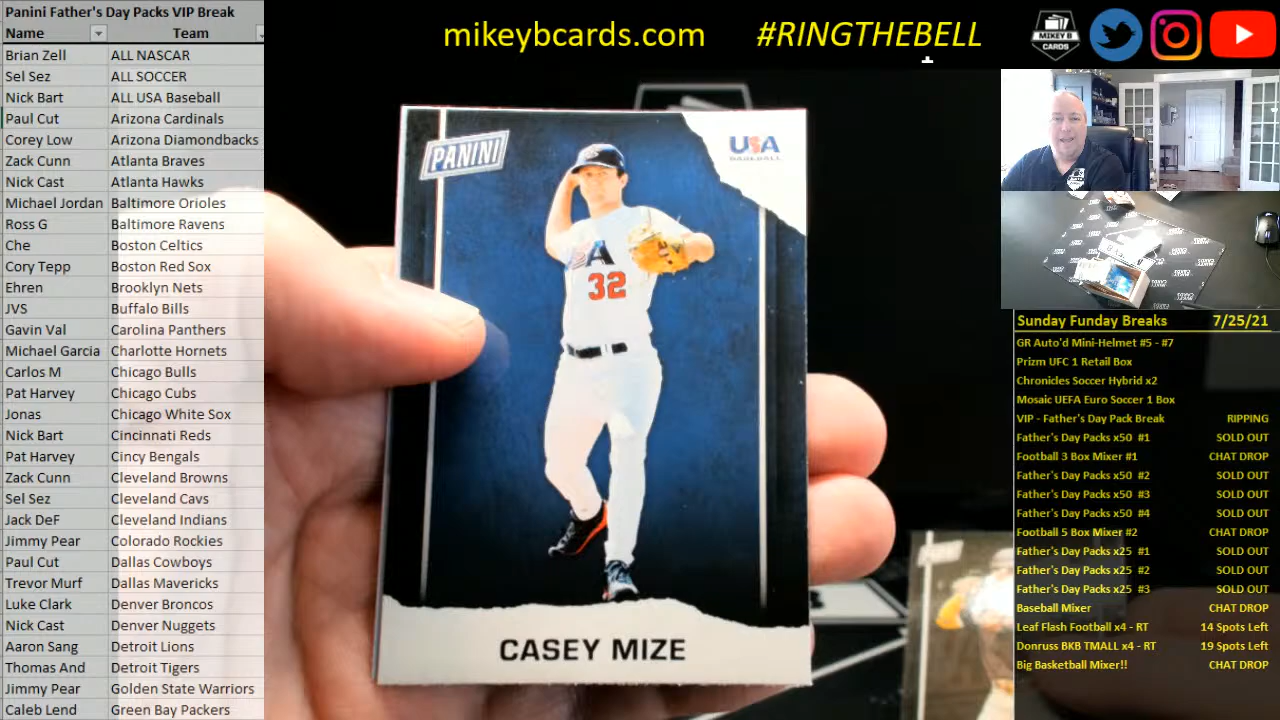 Panini Father's Day Packs VIP Break
Name Team
Brian Zell ALL NASCAR
Sel Sez ALL SOCCER
Nick Bart ALL USA Baseball
Paul Cut Arizona Cardinals
Corey Low Arizona Diamondbacks
Zack Cunn Atlanta Braves
Nick Cast Atlanta Hawks
Michael Jordan Baltimore Orioles
Ross G Baltimore Ravens
Che Boston Celtics
Cory Tepp Boston Red Sox
Ehren Brooklyn Nets
JVS Buffalo Bills
Gavin Val Carolina Panthers
Michael Garcia Charlotte Hornets
Carlos M Chicago Bulls
Pat Harvey Chicago Cubs
Jonas Chicago White Sox
Nick Bart Cincinnati Reds
Pat Harvey Cincy Bengals
Zack Cunn Cleveland Browns
Sel Sez Cleveland Cavs
Jack DeF Cleveland Indians
Jimmy Pear Colorado Rockies
Paul Cut Dallas Cowboys
Trevor Murf Dallas Mavericks
Luke Clark Denver Broncos
Nick Cast Denver Nuggets
Aaron Sang Detroit Lions
Thomas And Detroit Tigers
Jimmy Pear Golden State Warriors
Caleb Lend Green Bay Packers
mikeybcards.com #RINGTHEBELL
MIKEY B
CARDS
PANINI
USA
BASEBALL
A
32
CASEY MIZE
Sunday Funday Breaks 7/25/21
GR Auto'd Mini-Helmet #5 - #7
Prizm UFC 1 Retail Box
Chronicles Soccer Hybrid x2
Mosaic UEFA Euro Soccer 1 Box
VIP - Father's Day Pack Break RIPPING
Father's Day Packs x50 #1 SOLD OUT
Football 3 Box Mixer #1 CHAT DROP
Father's Day Packs x50 #2 SOLD OUT
Father's Day Packs x50 #3 SOLD OUT
Father's Day Packs x50 #4 SOLD OUT
Football 5 Box Mixer #2 CHAT DROP
Father's Day Packs x25 #1 SOLD OUT
Father's Day Packs x25 #2 SOLD OUT
Father's Day Packs x25 #3 SOLD OUT
Baseball Mixer CHAT DROP
Leaf Flash Football x4 - RT 14 Spots Left
Donruss BKB TMALL x4 - RT 19 Spots Left
Big Basketball Mixer!! CHAT DROP